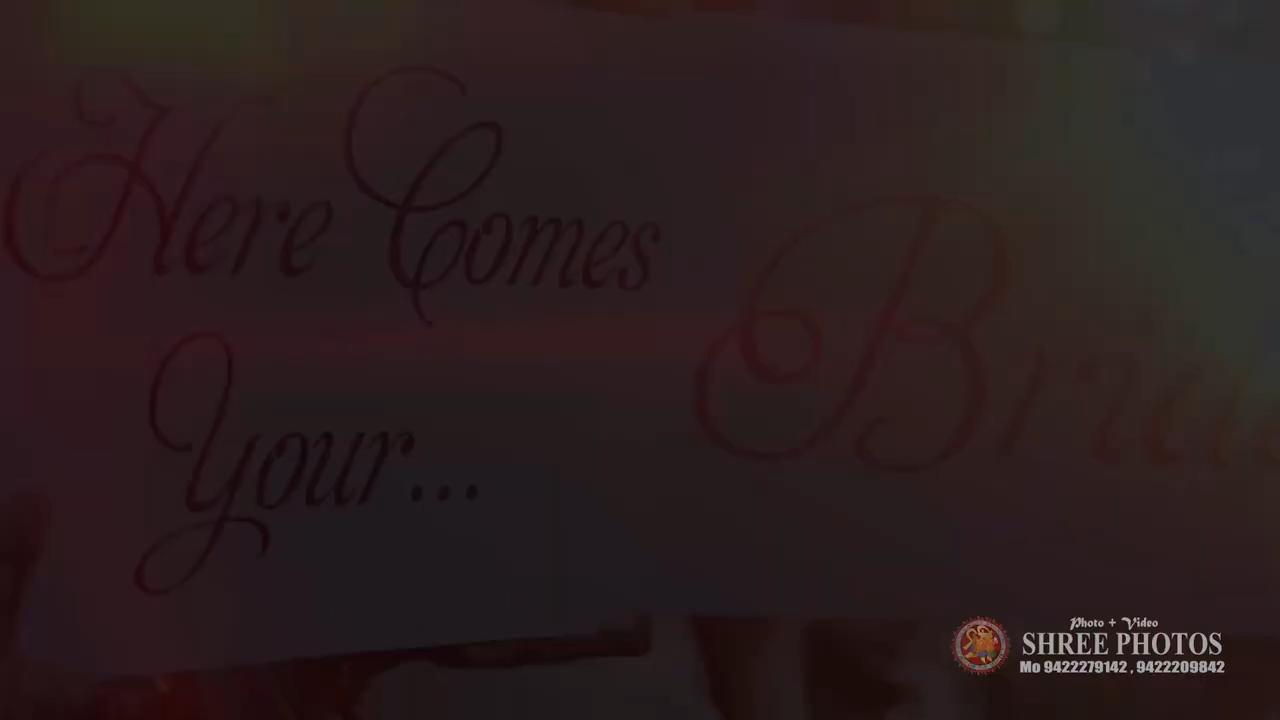 Here Comes
Your...
Photo + Video
SHREE PHOTOS
Mo 9422279142 , 9422209842